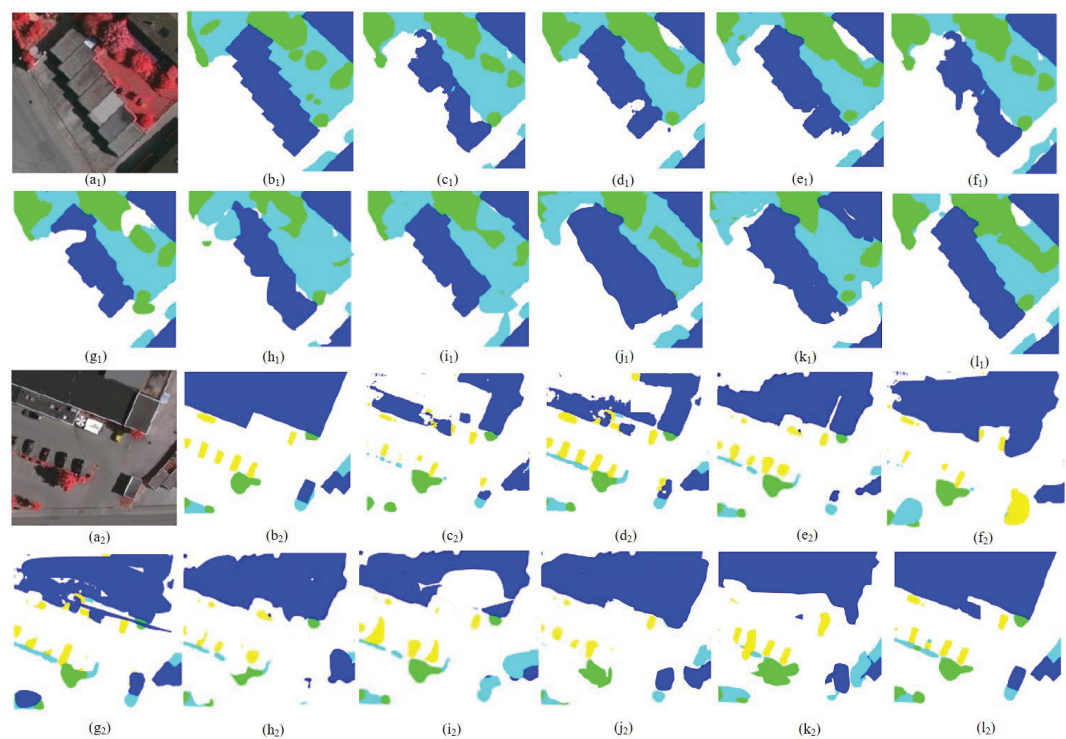 (a1) (b1) (c1) (d1) (e1) (f1)
(g1) (h1) (i1) (j1) (k1) (l1)
(a2) (b2) (c2) (d2) (e2) (f2)
(g2) (h2) (i2) (j2) (k2) (l2)